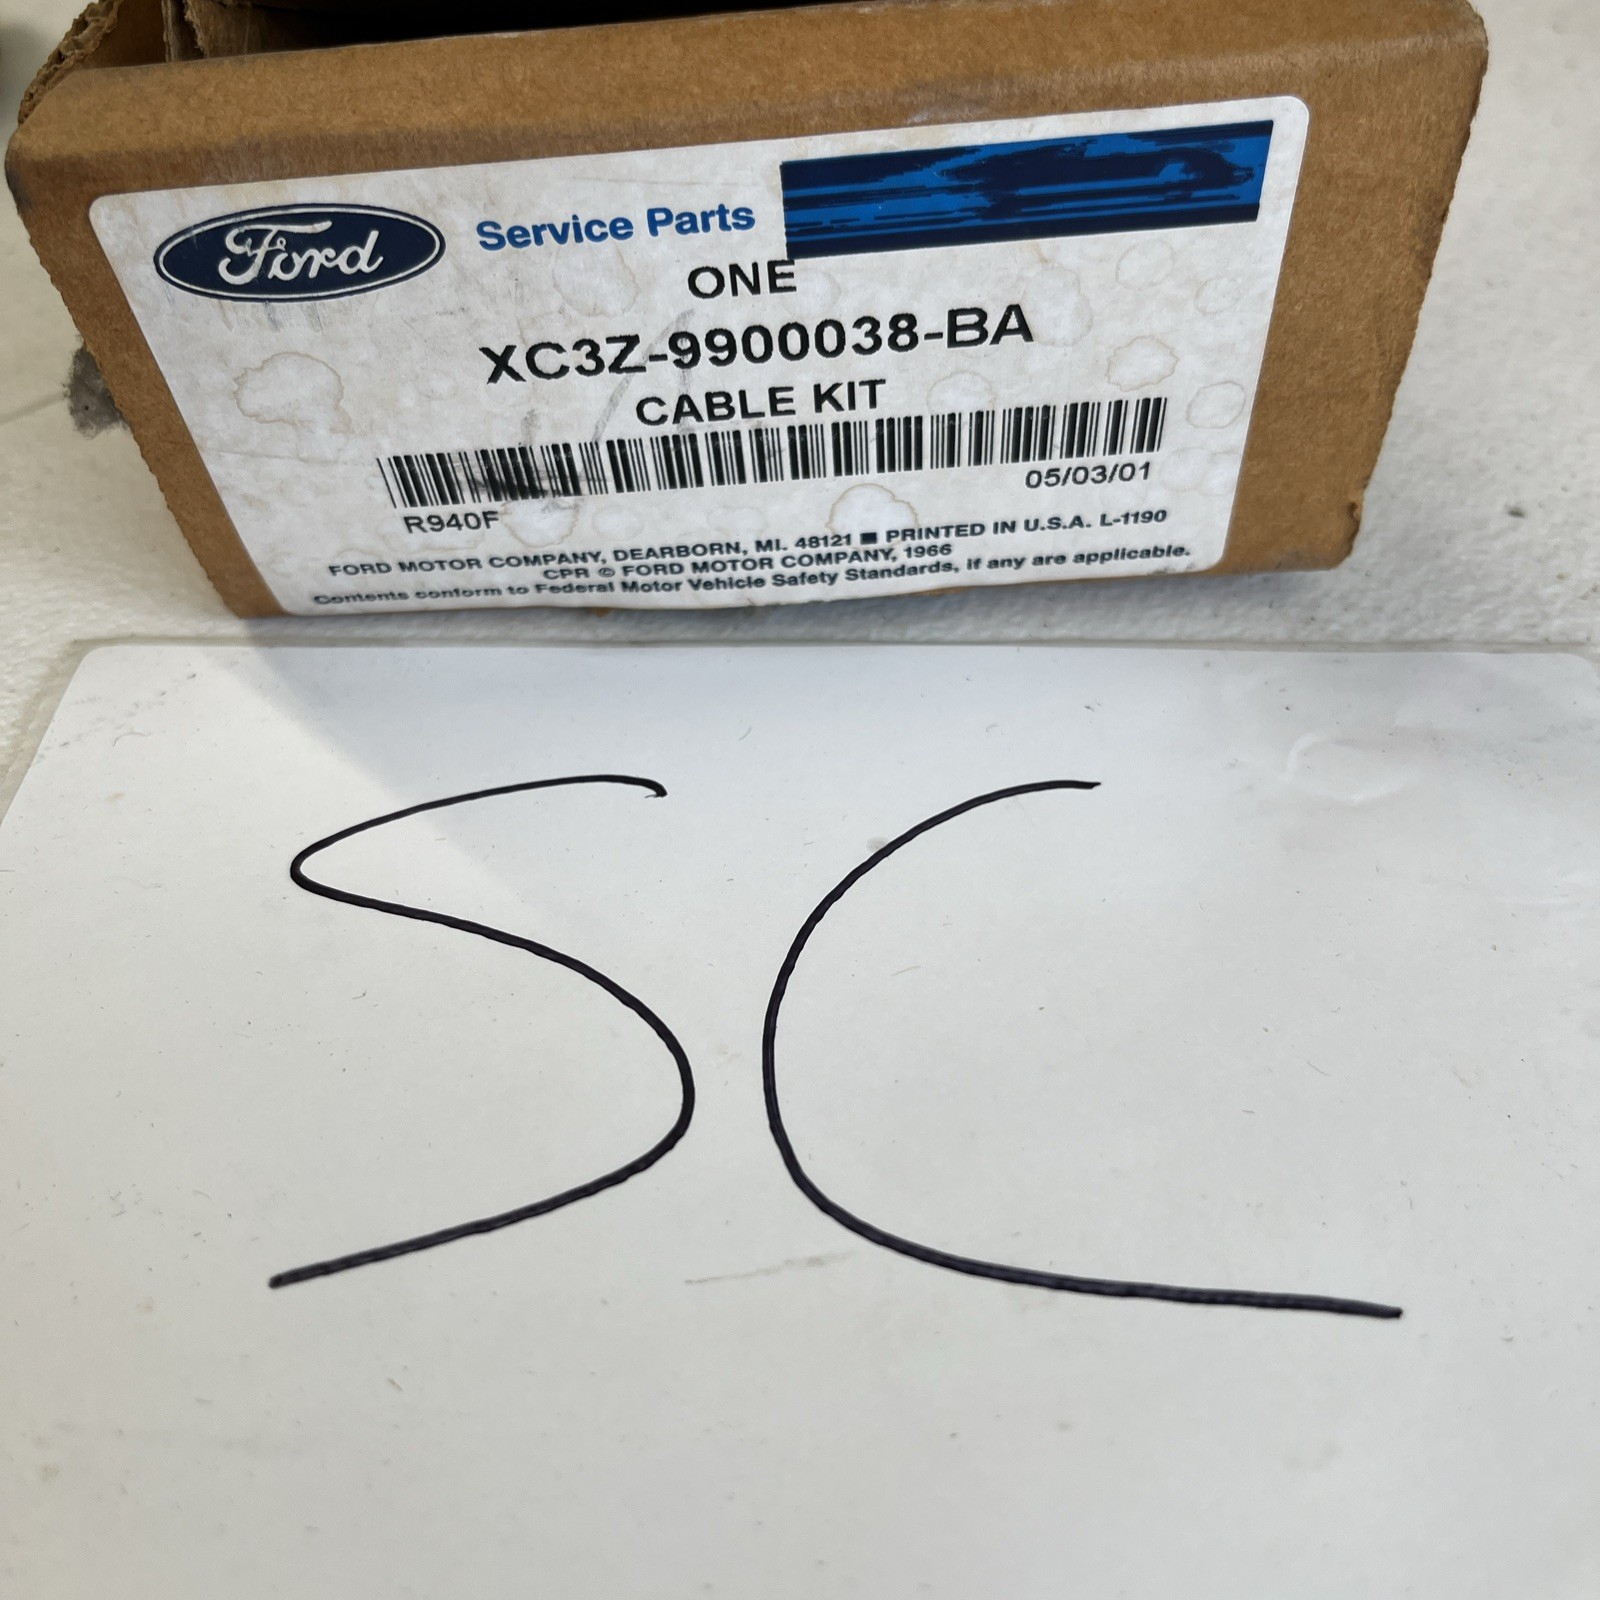 Ford Service Parts
ONE
XC3Z-9900038-BA
CABLE KIT
05/03/01
R940F
FORD MOTOR COMPANY, DEARBORN, MI. 48121 ■ PRINTED IN U.S.A. L-1190
CPR © FORD MOTOR COMPANY, 1966
Contents conform to Federal Motor Vehicle Safety Standards, if any are applicable.
SC